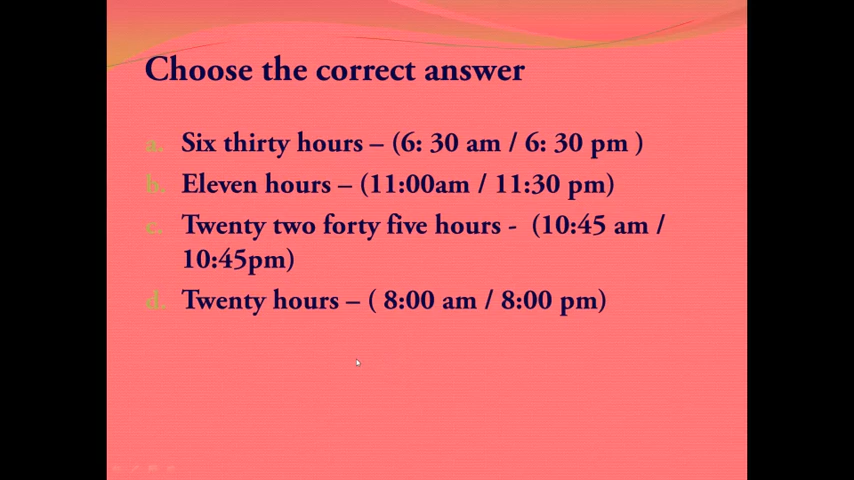 Choose the correct answer
a. Six thirty hours – (6: 30 am / 6: 30 pm )
b. Eleven hours – (11:00am / 11:30 pm)
c. Twenty two forty five hours - (10:45 am /
10:45pm)
d. Twenty hours – ( 8:00 am / 8:00 pm)